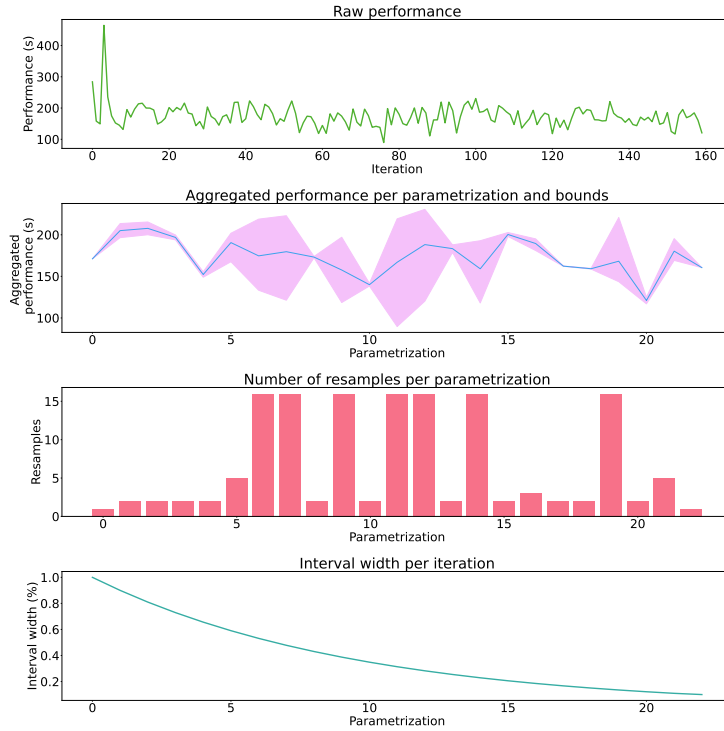 Raw performance
Performance (s)
400
300
200
100
0 20 40 60 80 100 120 140 160
Iteration
Aggregated performance per parametrization and bounds
Aggregated
performance (s)
200
150
100
0 5 10 15 20
Parametrization
Number of resamples per parametrization
Resamples
15
10
5
0
0 5 10 15 20
Parametrization
Interval width per iteration
Interval width (%)
1.0
0.8
0.6
0.4
0.2
0 5 10 15 20
Parametrization